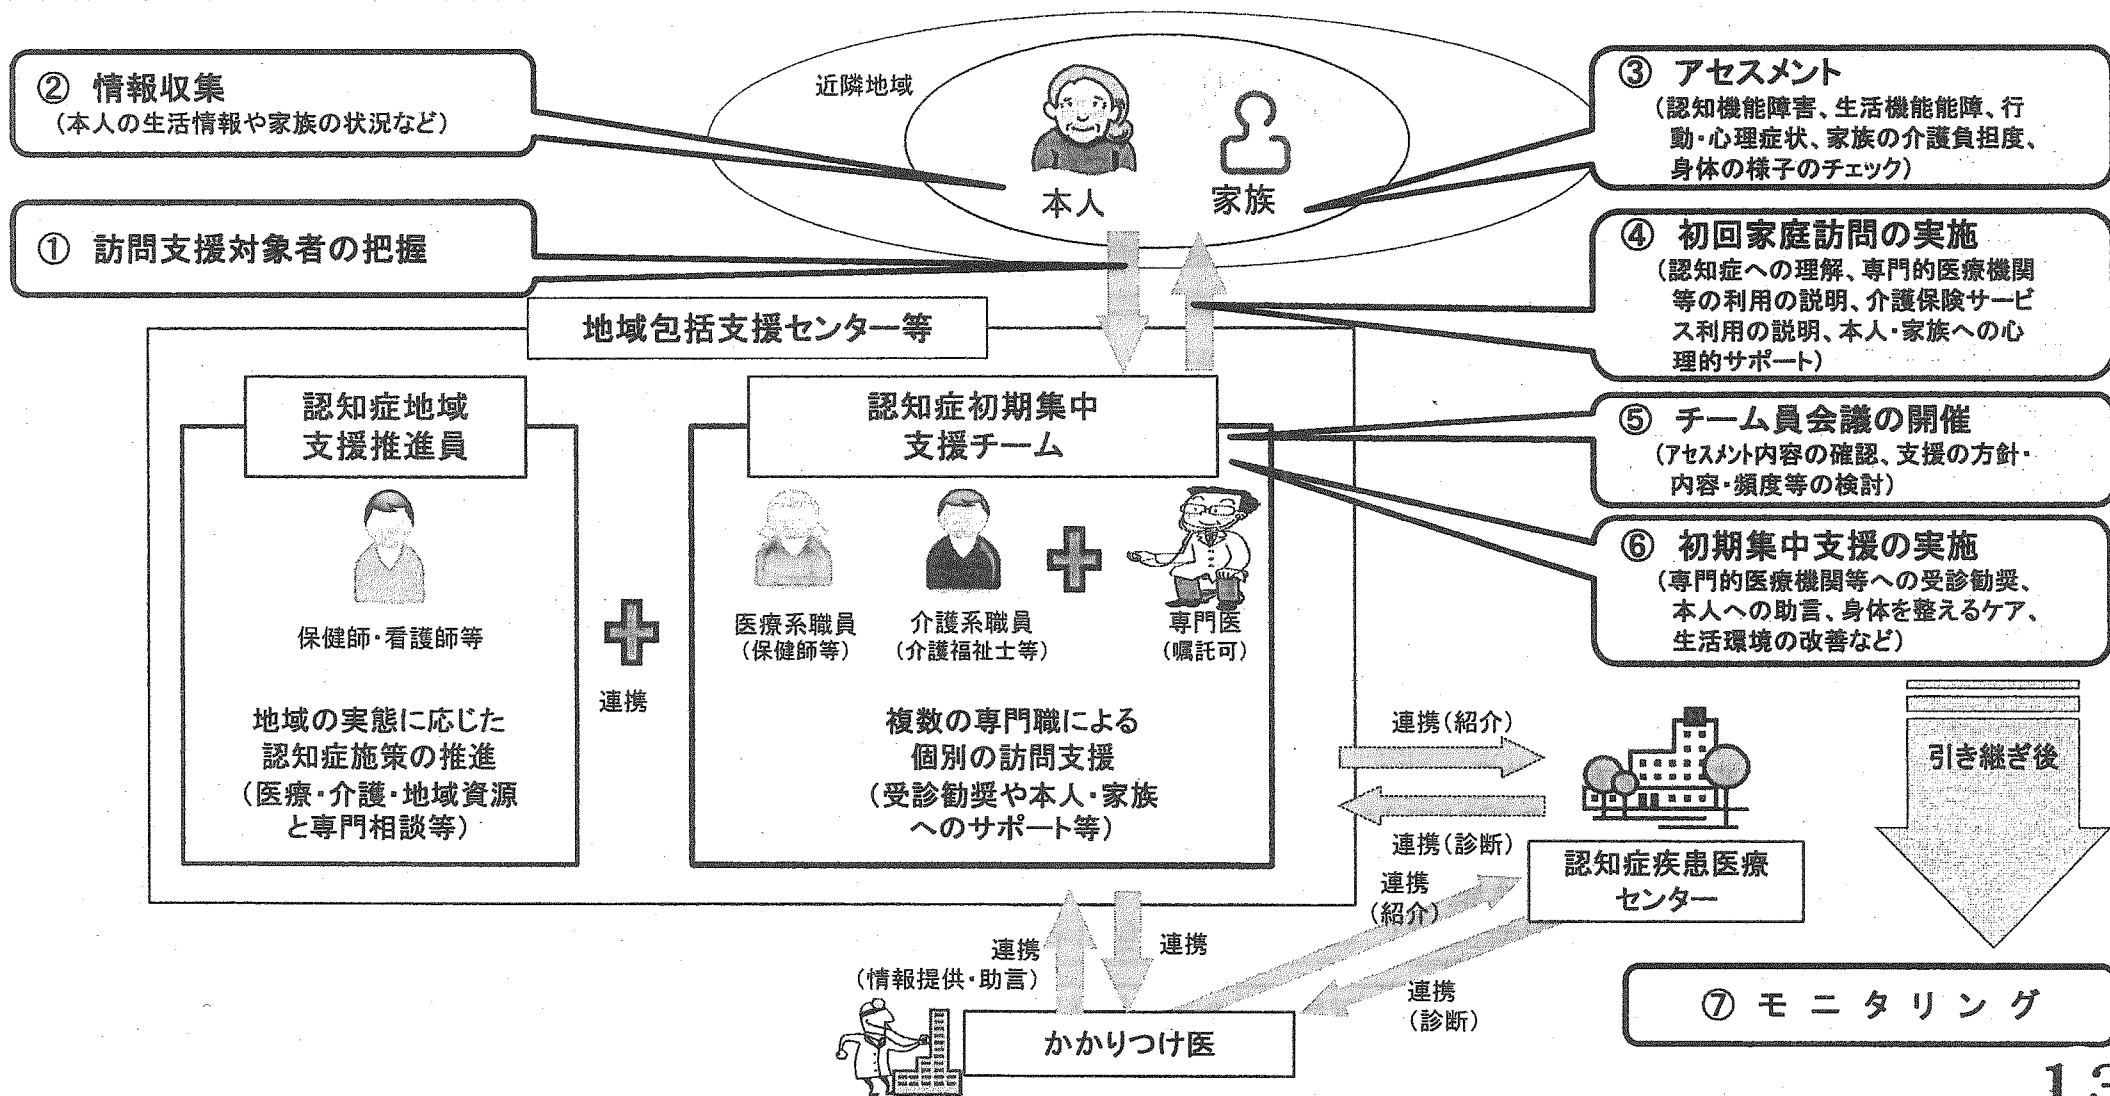 近隣地域
本人
家族
② 情報収集
(本人の生活情報や家族の状況など)
① 訪問支援対象者の把握
③ アセスメント
(認知機能障害、生活機能能障、行
動・心理症状、家族の介護負担度、
身体の様子のチェック)
④ 初回家庭訪問の実施
(認知症への理解、専門的医療機関
等の利用の説明、介護保険サービ
ス利用の説明、本人・家族への心
理的サポート)
⑤ チーム員会議の開催
(アセスメント内容の確認、支援の方針・
内容・頻度等の検討)
⑥ 初期集中支援の実施
(専門的医療機関等への受診勧奨、
本人への助言、身体を整えるケア、
生活環境の改善など)
地域包括支援センター等
認知症地域
支援推進員
保健師・看護師等
地域の実態に応じた
認知症施策の推進
(医療・介護・地域資源
と専門相談等)
連携
認知症初期集中
支援チーム
医療系職員
(保健師等)
介護系職員
(介護福祉士等)
専門医
(嘱託可)
複数の専門職による
個別の訪問支援
(受診勧奨や本人・家族
へのサポート等)
連携(紹介)
連携(診断)
認知症疾患医療
センター
引き継ぎ後
連携
(紹介)
連携
(診断)
連携
(情報提供・助言)
連携
かかりつけ医
⑦ モニタリング
13